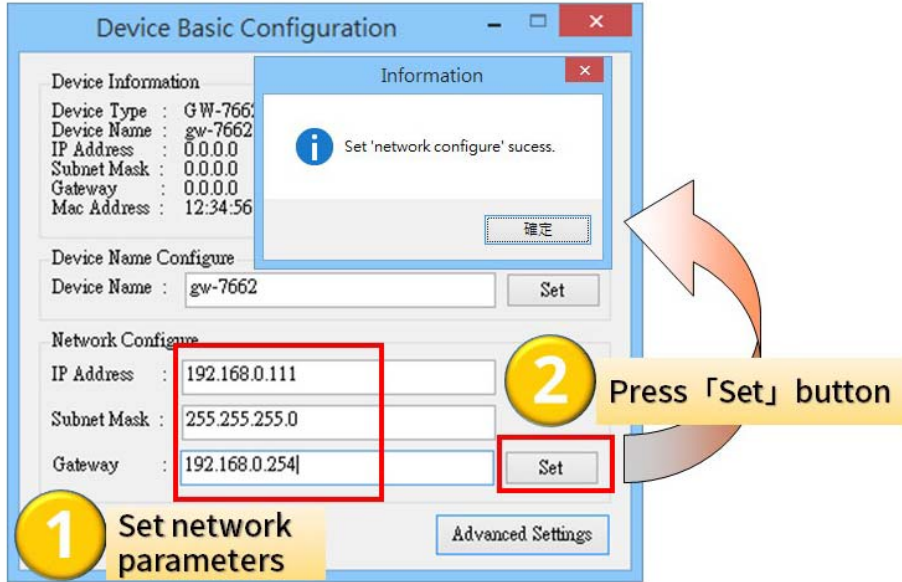 Device Basic Configuration
Device Information
Device Type : GW-7662
Device Name : gw-7662
IP Address : 0.0.0.0
Subnet Mask : 0.0.0.0
Gateway : 0.0.0.0
Mac Address : 12:34:56
Information
Set 'network configure' sucess.
確定
Device Name Configure
Device Name : gw-7662 Set
Network Configure
IP Address : 192.168.0.111
Subnet Mask : 255.255.255.0
Gateway : 192.168.0.254 Set
2 Press「Set」button
1 Set network
parameters
Advanced Settings